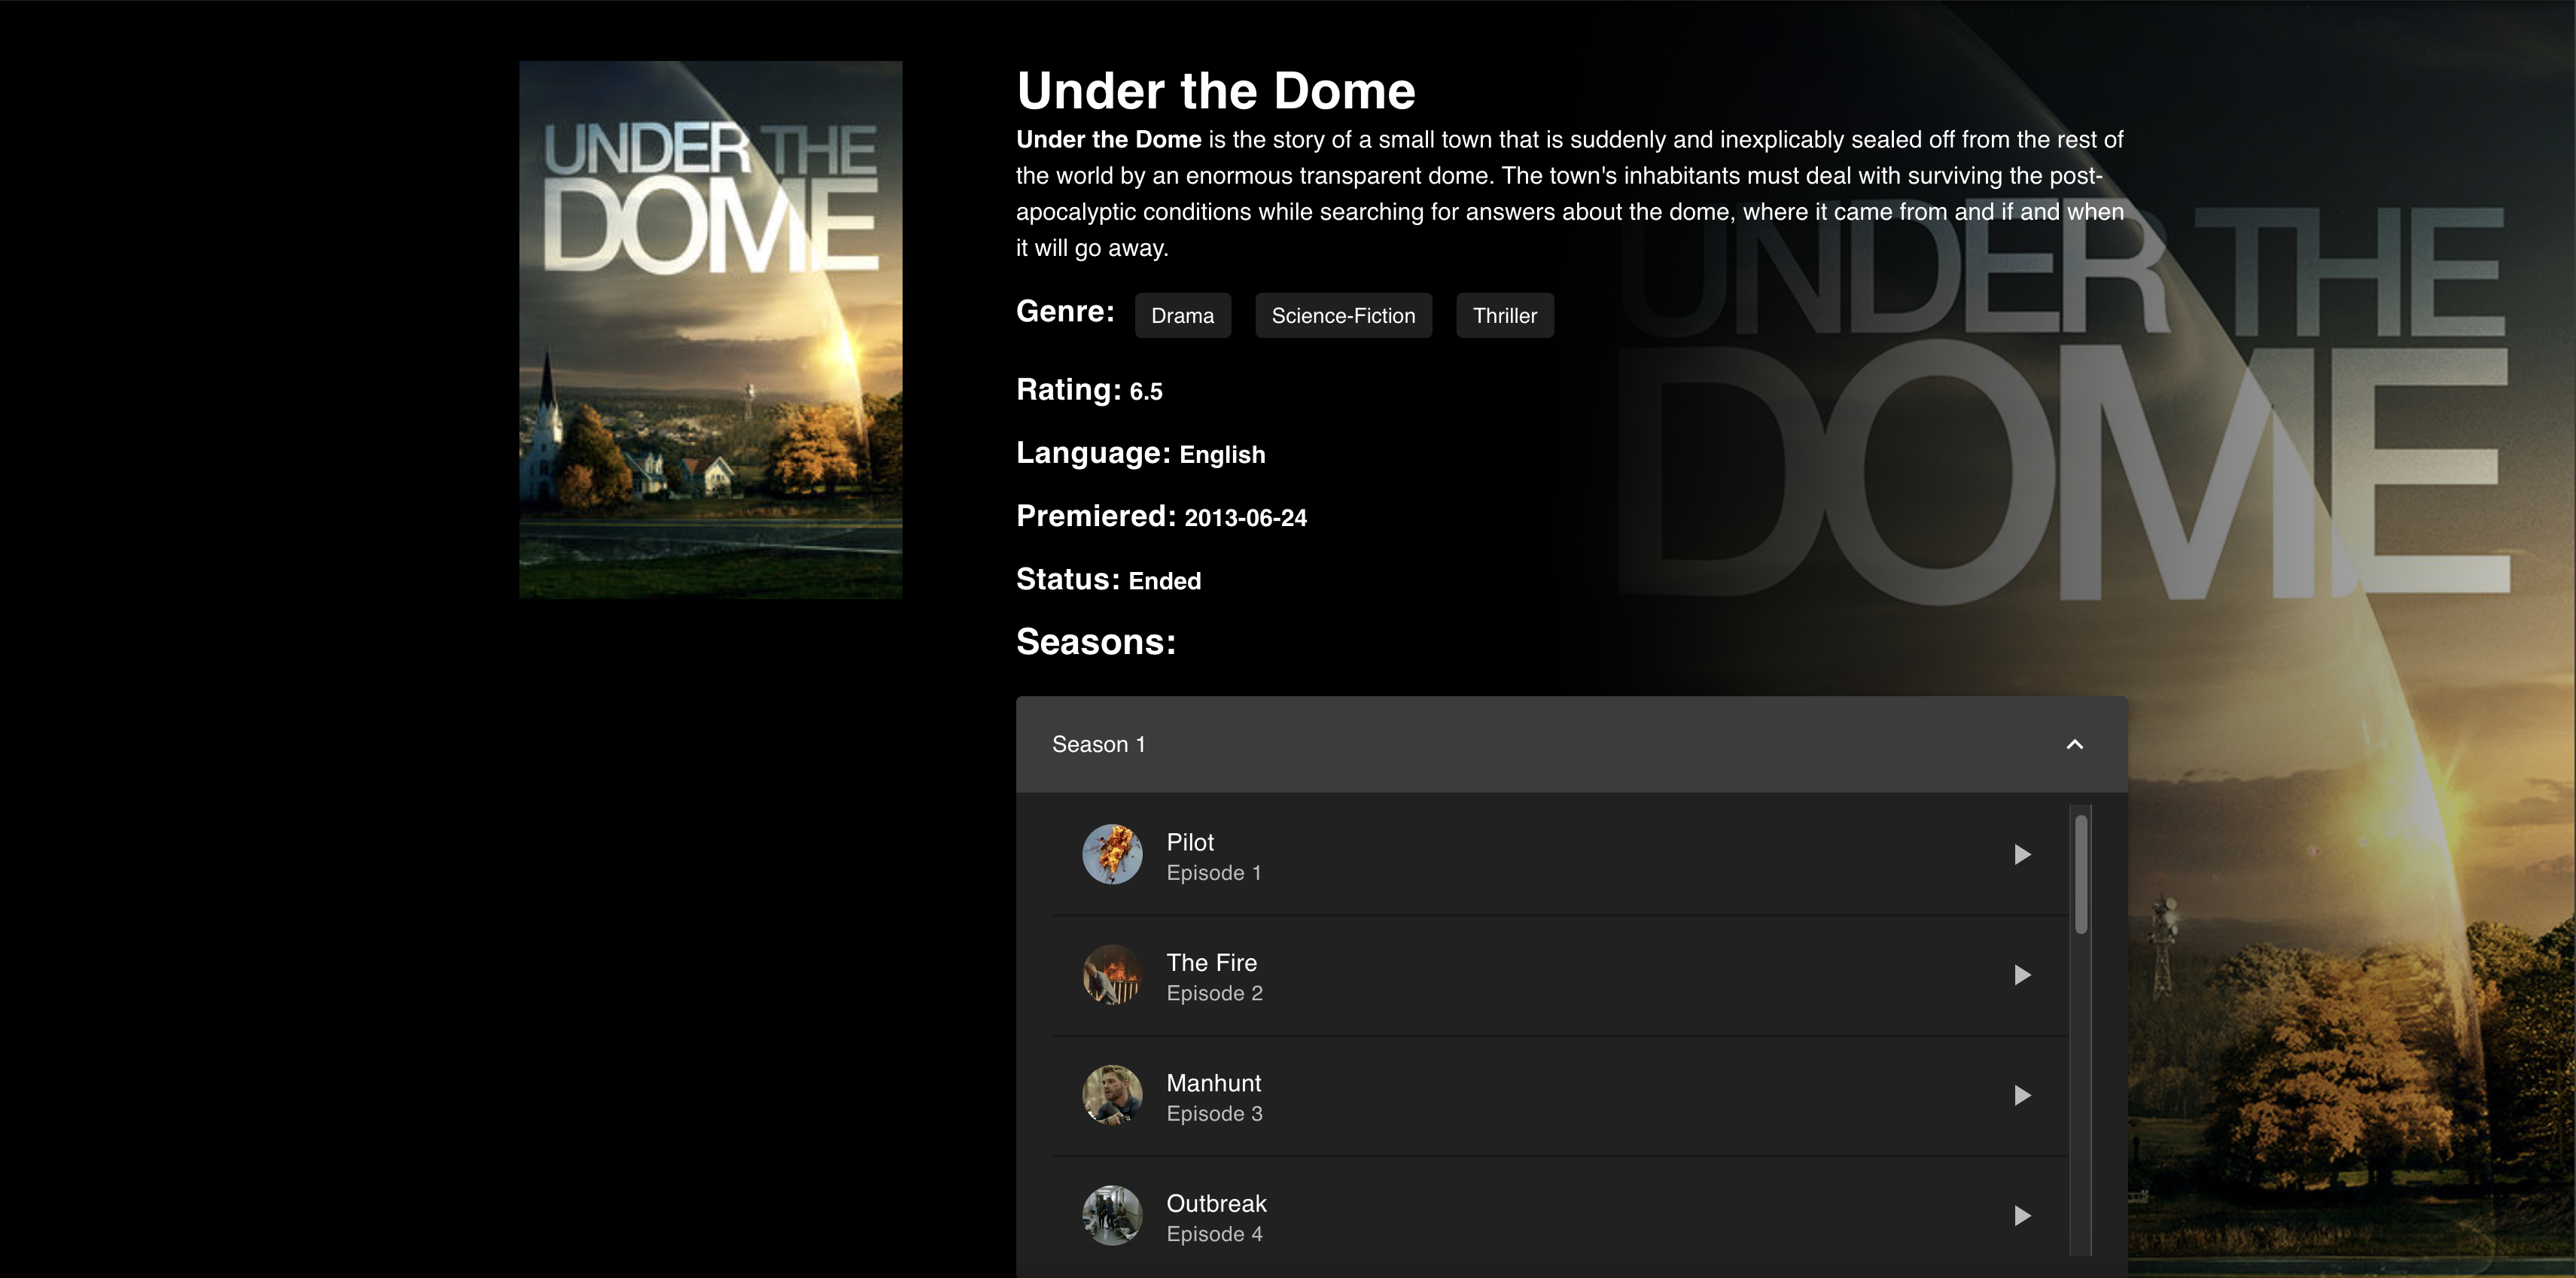 UNDER THE
DOME
Under the Dome
Under the Dome is the story of a small town that is suddenly and inexplicably sealed off from the rest of
the world by an enormous transparent dome. The town's inhabitants must deal with surviving the post-
apocalyptic conditions while searching for answers about the dome, where it came from and if and when
it will go away.
Genre: Drama Science-Fiction Thriller
Rating: 6.5
Language: English
Premiered: 2013-06-24
Status: Ended
Seasons:
UNDER THE
DOME
Season 1
Pilot
Episode 1
The Fire
Episode 2
Manhunt
Episode 3
Outbreak
Episode 4